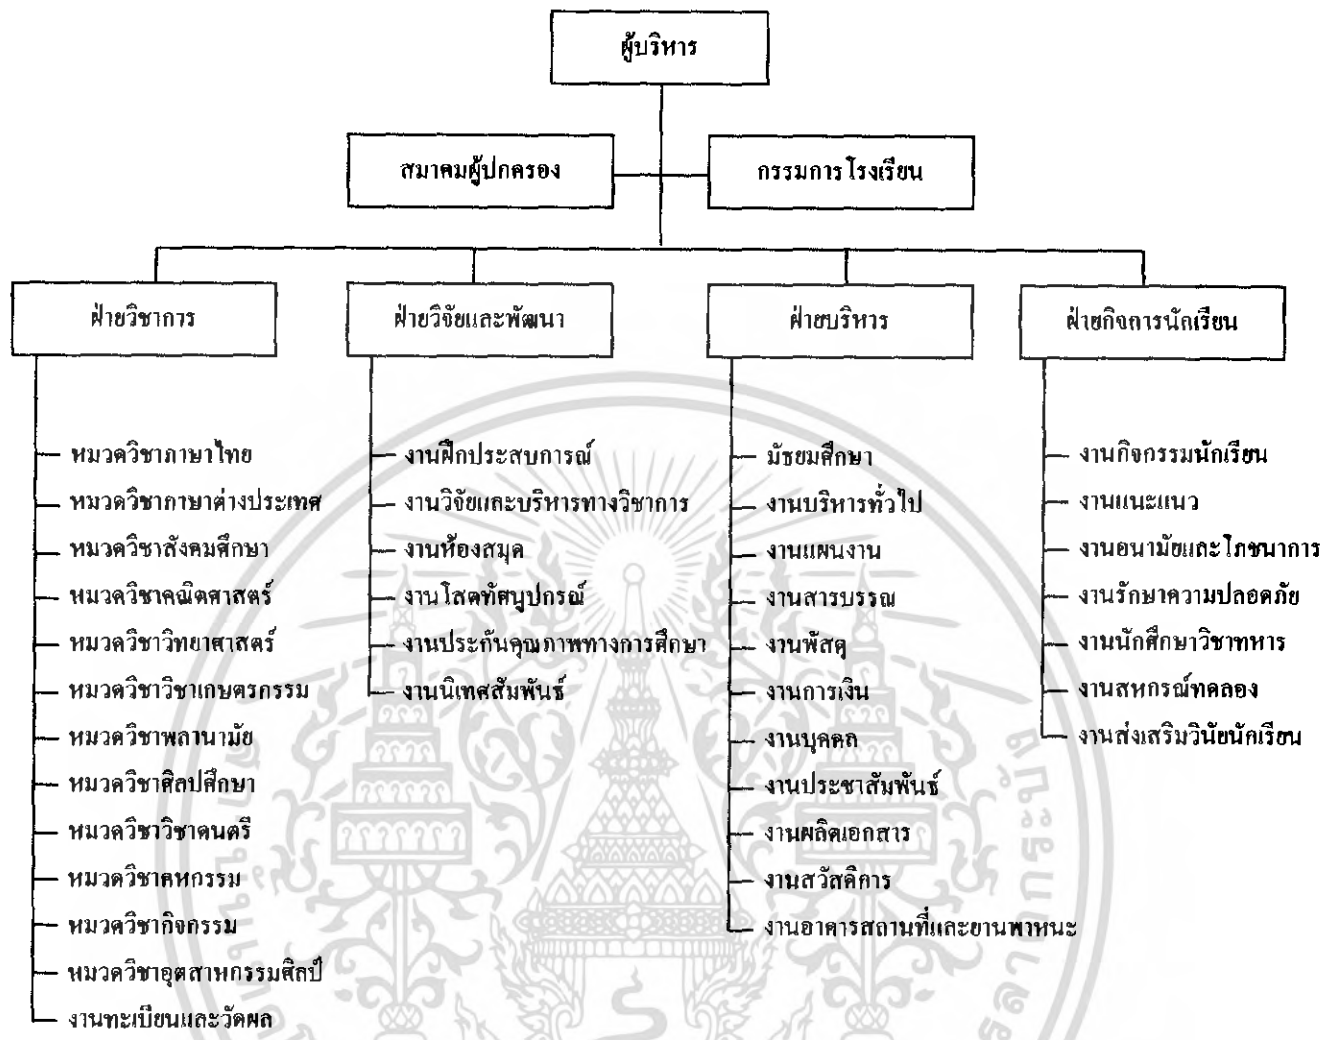 ผู้บริหาร
สมาคมผู้ปกครอง
กรรมการโรงเรียน
ฝ่ายวิชาการ
ฝ่ายวิจัยและพัฒนา
ฝ่ายบริหาร
ฝ่ายกิจการนักเรียน
หมวดวิชาภาษาไทย
หมวดวิชาภาษาต่างประเทศ
หมวดวิชาสังคมศึกษา
หมวดวิชาคณิตศาสตร์
หมวดวิชาวิทยาศาสตร์
หมวดวิชาวิชาเกษตรกรรม
หมวดวิชาพลานามัย
หมวดวิชาศิลปศึกษา
หมวดวิชาวิชาดนตรี
หมวดวิชาคหกรรม
หมวดวิชากิจกรรม
หมวดวิชาอุตสาหกรรมศิลป์
งานทะเบียนและวัดผล
งานฝึกประสบการณ์
งานวิจัยและบริหารทางวิชาการ
งานห้องสมุด
งานโสตทัศนูปกรณ์
งานประกันคุณภาพทางการศึกษา
งานนิเทศสัมพันธ์
มัธยมศึกษา
งานบริหารทั่วไป
งานแผนงาน
งานสารบรรณ
งานพัสดุ
งานการเงิน
งานบุคคล
งานประชาสัมพันธ์
งานผลิตเอกสาร
งานสวัสดิการ
งานอาคารสถานที่และยานพาหนะ
งานกิจกรรมนักเรียน
งานแนะแนว
งานอนามัยและโภชนาการ
งานรักษาความปลอดภัย
งานนักศึกษาวิชาทหาร
งานสหกรณ์ทดลอง
งานส่งเสริมวินัยนักเรียน